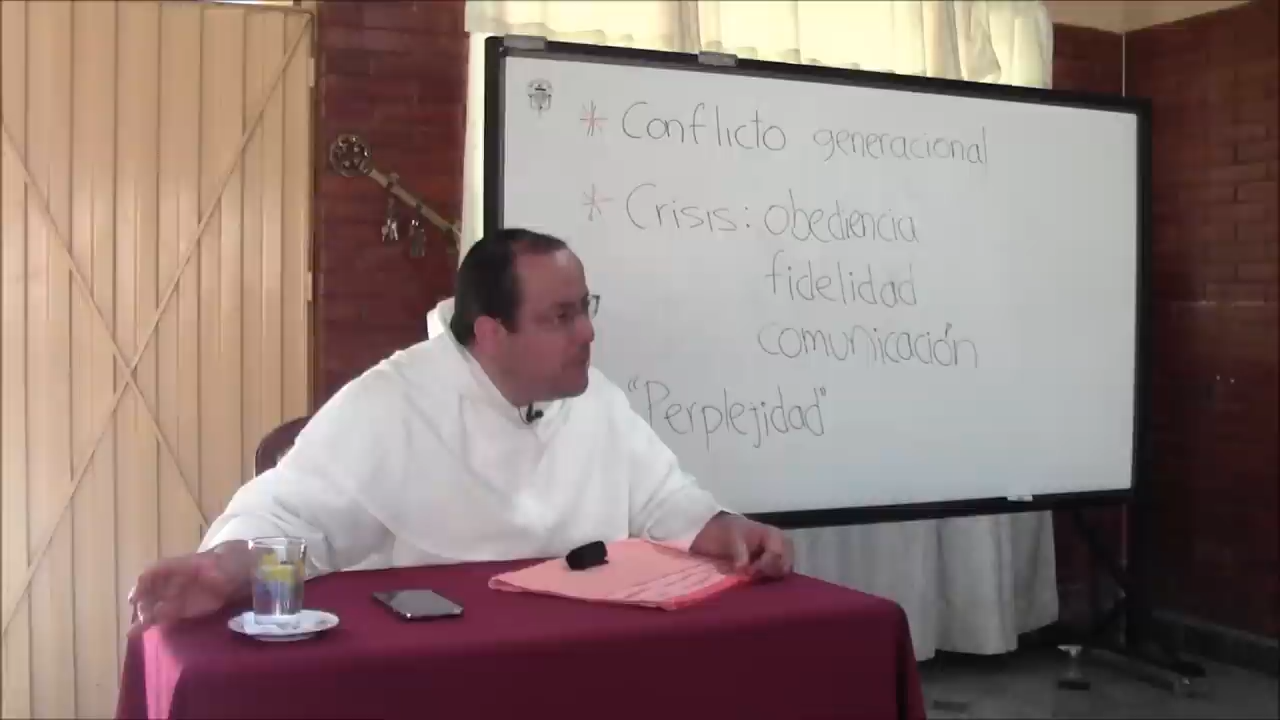 * Conflicto generacional
* Crisis: obediencia
fidelidad
comunicación
"Perplejidad"